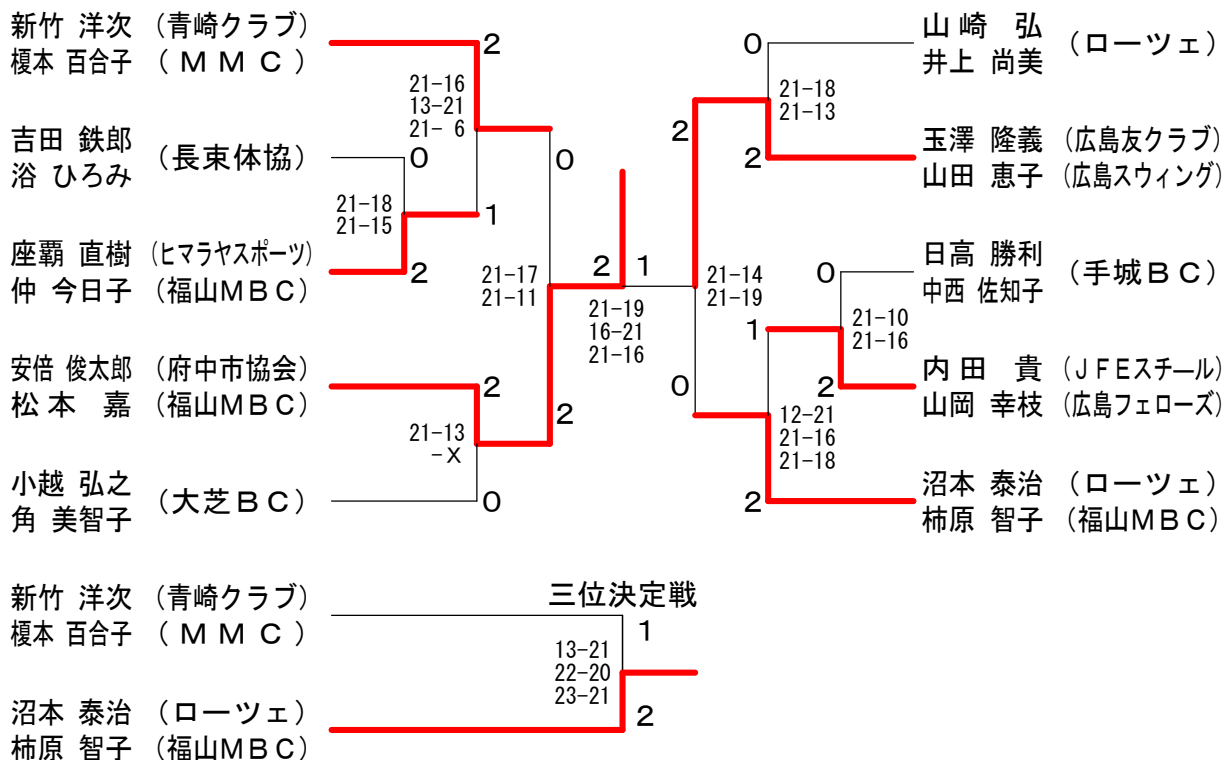 新竹 洋次 (青崎クラブ)
榎本 百合子 (ＭＭＣ)
2
21-16
13-21
21- 6
吉田 鉄郎
浴 ひろみ
(長束体協)
0
0
21-18
21-15
1
座覇 直樹 (ヒマラヤスポーツ)
仲 今日子 (福山ＭＢＣ)
2
21-17
21-11
2
1
21-19
16-21
21-16
安倍 俊太郎 (府中市協会)
松本 嘉 (福山ＭＢＣ)
2
2
21-13
-X
小越 弘之
角 美智子
(大芝ＢＣ)
0
山崎 弘
井上 尚美
(ローツェ)
0
21-18
21-13
2
2
玉澤 隆義 (広島友クラブ)
山田 恵子 (広島スウィング)
日高 勝利
中西 佐知子
(手城ＢＣ)
0
21-14
21-19
21-10
21-16
1
内田 貴 (ＪＦＥスチール)
山岡 幸枝 (広島フェローズ)
2
0
12-21
21-16
21-18
沼本 泰治 (ローツェ)
柿原 智子 (福山ＭＢＣ)
2
三位決定戦
新竹 洋次 (青崎クラブ)
榎本 百合子 (ＭＭＣ)
1
13-21
22-20
23-21
沼本 泰治 (ローツェ)
柿原 智子 (福山ＭＢＣ)
2